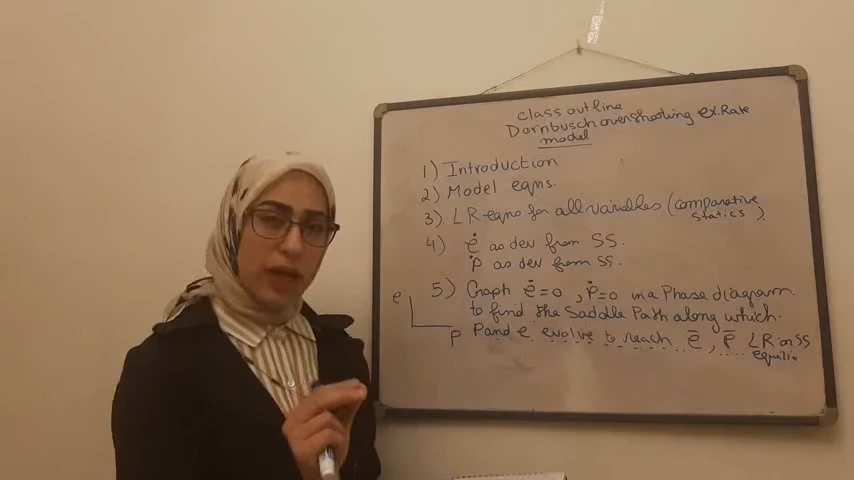 class outline
Dornbusch overshooting ex.Rate
model
1) Introduction
2) Model eqns.
3) LR-eqns for all variables (comparative
statics).
4) ė as dev from SS.
ṗ as dev from SS.
5) Graph ė=0, ṗ=0 in a Phase diagram
to find the Saddle Path along which
P and e evolve to reach e̅, P̅ LR or SS
e
P